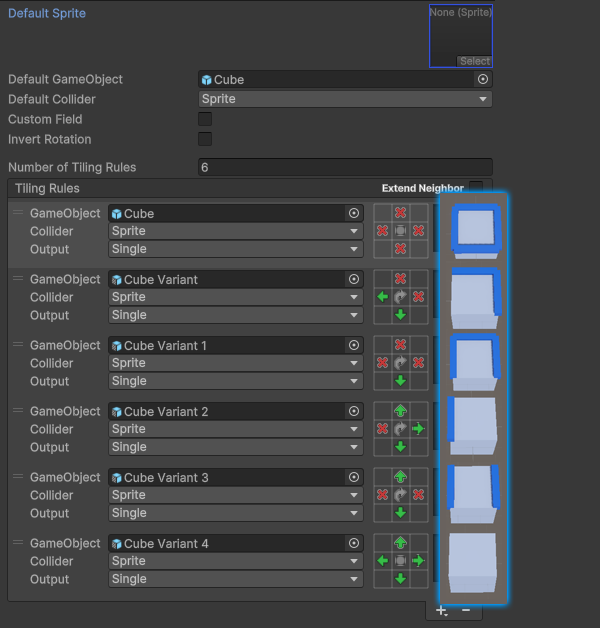 Default Sprite
None (Sprite)
Select
Default GameObject
Cube
Default Collider
Sprite
Custom Field
Invert Rotation
Number of Tiling Rules
6
Tiling Rules
Extend Neighbor
GameObject
Cube
Collider
Sprite
Output
Single
GameObject
Cube Variant
Collider
Sprite
Output
Single
GameObject
Cube Variant 1
Collider
Sprite
Output
Single
GameObject
Cube Variant 2
Collider
Sprite
Output
Single
GameObject
Cube Variant 3
Collider
Sprite
Output
Single
GameObject
Cube Variant 4
Collider
Sprite
Output
Single